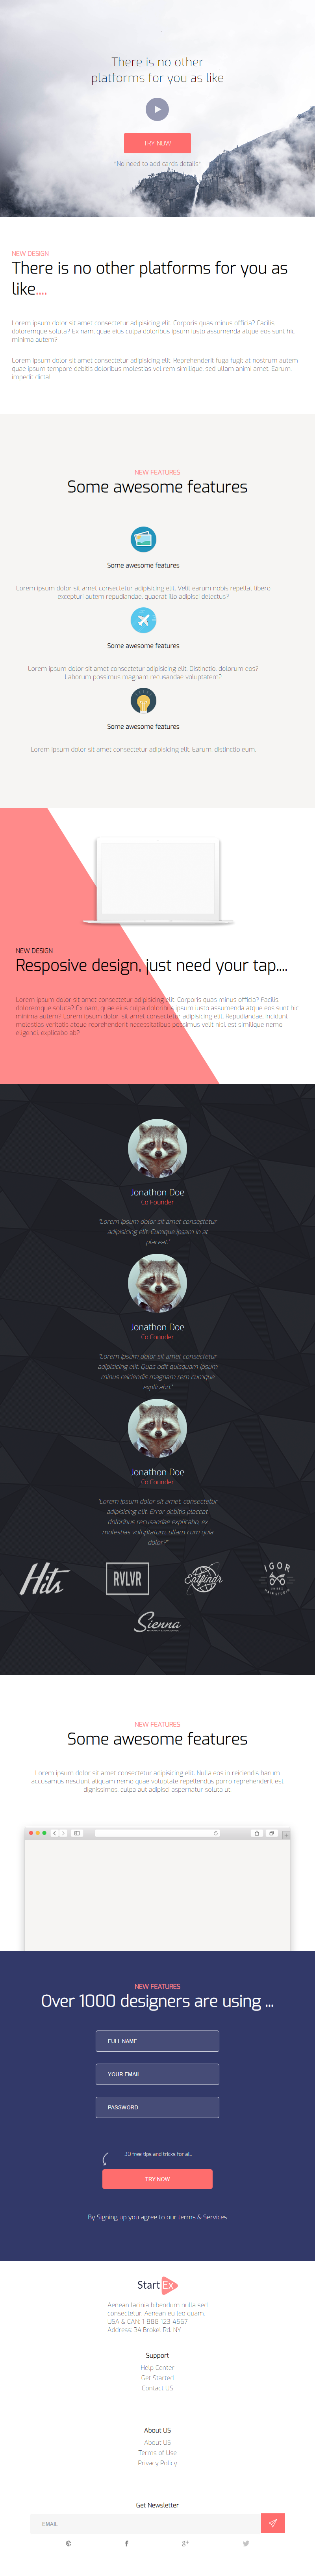 There is no other
platforms for you as like
TRY NOW
"No need to add cards details"
NEW DESIGN
There is no other platforms for you as
like....
Lorem ipsum dolor sit amet consectetur adipisicing elit. Corporis quas minus officia? Facilis,
doloremque soluta? Ex nam, quae eius culpa doloribus ipsum iusto assumenda atque eos sunt hic
minima autem?
Lorem ipsum dolor sit amet consectetur adipisicing elit. Reprehenderit fuga fugit at nostrum autem
quae ipsum tempore debitis doloribus molestias vel rem similique, sed ullam animi amet. Earum,
impedit dicta!
NEW FEATURES
Some awesome features
Some awesome features
Lorem ipsum dolor sit amet consectetur adipisicing elit. Velit earum nobis repellat libero
excepturi autem repudiandae, quaerat illo adipisci delectus?
Some awesome features
Lorem ipsum dolor sit amet consectetur adipisicing elit. Distinctio, dolorum eos?
Laborum possimus magnam recusandae voluptatem?
Some awesome features
Lorem ipsum dolor sit amet consectetur adipisicing elit. Earum, distinctio eum.
NEW DESIGN
Resposive design, just need your tap....
Lorem ipsum dolor sit amet consectetur adipisicing elit. Corporis quas minus officia? Facilis,
doloremque soluta? Ex nam, quae eius culpa doloribus ipsum iusto assumenda atque eos sunt hic
minima autem? Lorem ipsum dolor, sit amet consectetur adipisicing elit. Repudiandae, incidunt
molestiae veritatis atque reprehenderit necessitatibus possimus velit nisi, est similique nemo
eligendi, explicabo ab?
Jonathon Doe
Co Founder
"Lorem ipsum dolor sit amet consectetur
adipisicing elit. Cumque ipsam in at
placeat."
Jonathon Doe
Co Founder
"Lorem ipsum dolor sit amet consectetur
adipisicing elit. Quas odit quisquam ipsum
minus reiciendis magnam rem cumque
explicabo."
Jonathon Doe
Co Founder
"Lorem ipsum dolor sit amet, consectetur
adipisicing elit. Error debitis placeat
doloribus recusandae explicabo, ex
molestias voluptatum, ullam cum quia
dolor?"
Hits
RVLVR
IGOR
Sienna
NEW FEATURES
Some awesome features
Lorem ipsum dolor sit amet consectetur adipisicing elit. Nulla eos in reiciendis harum
accusamus nesciunt aliquam nemo quae voluptate repellendus porro reprehenderit est
dignissimos, culpa aut adipisci aspernatur soluta ut.
NEW FEATURES
Over 1000 designers are using ...
FULL NAME
YOUR EMAIL
PASSWORD
30 free tips and tricks for all.
TRY NOW
By Signing up you agree to our terms & Services
Start Ex
Aenean lacinia bibendum nulla sed
consectetur. Aenean eu leo quam.
USA & CAN: 1-888-123-4567
Address: 34 Brokel Rd. NY
Support
Help Center
Get Started
Contact US
About US
About US
Terms of Use
Privacy Policy
Get Newsletter
EMAIL